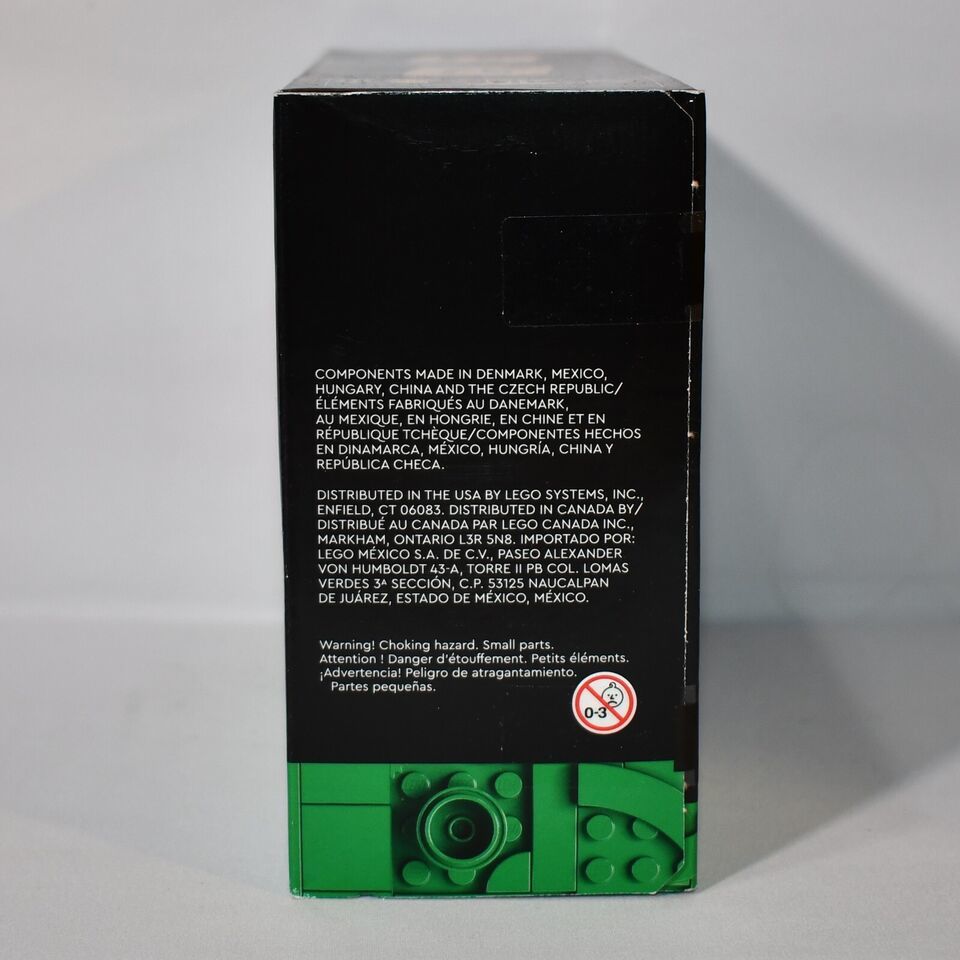 COMPONENTS MADE IN DENMARK, MEXICO,
HUNGARY, CHINA AND THE CZECH REPUBLIC/
ÉLÉMENTS FABRIQUÉS AU DANEMARK,
AU MEXIQUE, EN HONGRIE, EN CHINE ET EN
RÉPUBLIQUE TCHÈQUE/COMPONENTES HECHOS
EN DINAMARCA, MÉXICO, HUNGRÍA, CHINA Y
REPÚBLICA CHECA.
DISTRIBUTED IN THE USA BY LEGO SYSTEMS, INC.,
ENFIELD, CT 06083. DISTRIBUTED IN CANADA BY/
DISTRIBUÉ AU CANADA PAR LEGO CANADA INC.,
MARKHAM, ONTARIO L3R 5N8. IMPORTADO POR:
LEGO MÉXICO S.A. DE C.V., PASEO ALEXANDER
VON HUMBOLDT 43-A, TORRE II PB COL. LOMAS
VERDES 3ᴬ SECCIÓN, C.P. 53125 NAUCALPAN
DE JUÁREZ, ESTADO DE MÉXICO, MÉXICO.
Warning! Choking hazard. Small parts.
Attention ! Danger d'étouffement. Petits éléments.
¡Advertencia! Peligro de atragantamiento.
Partes pequeñas.
0-3